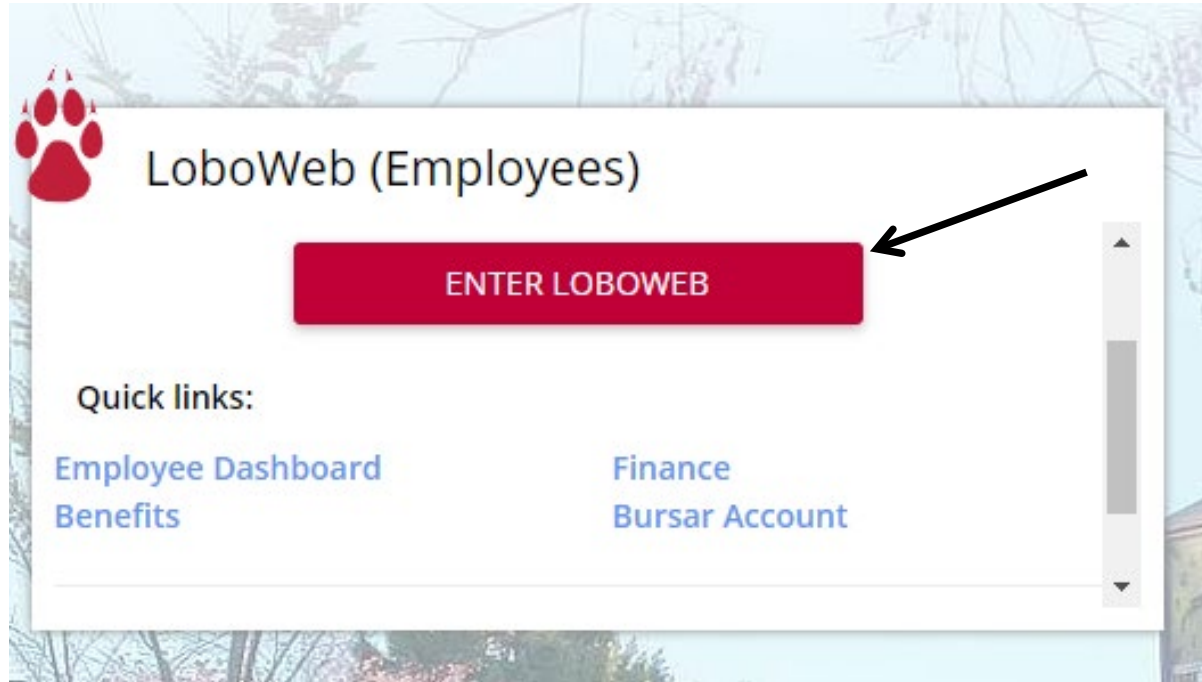 LoboWeb (Employees)
ENTER LOBOWEB
Quick links:
Employee Dashboard Finance
Benefits Bursar Account